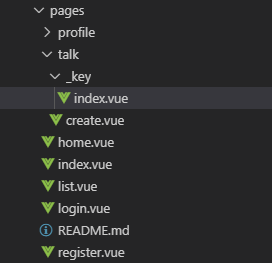 pages
profile
talk
_key
index.vue
create.vue
home.vue
index.vue
list.vue
login.vue
README.md
register.vue